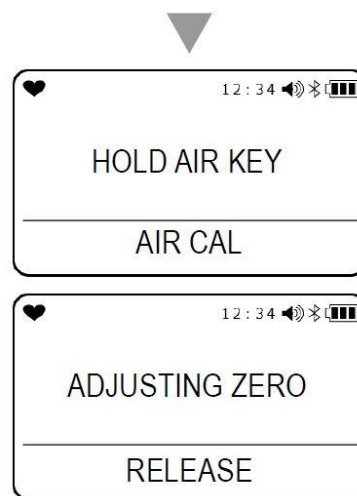 12:34
HOLD AIR KEY
AIR CAL
12:34
ADJUSTING ZERO
RELEASE